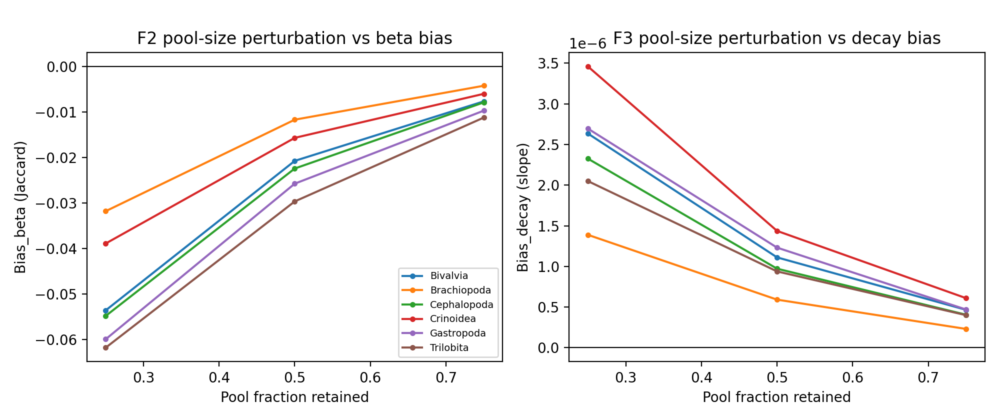 F2 pool-size perturbation vs beta bias
0.00
−0.01
−0.02
−0.03
−0.04
−0.05
−0.06
Bias_beta (Jaccard)
Bivalvia
Brachiopoda
Cephalopoda
Crinoidea
Gastropoda
Trilobita
0.3 0.4 0.5 0.6 0.7
Pool fraction retained
1e−6 F3 pool-size perturbation vs decay bias
3.5
3.0
2.5
2.0
1.5
1.0
0.5
0.0
Bias_decay (slope)
0.3 0.4 0.5 0.6 0.7
Pool fraction retained